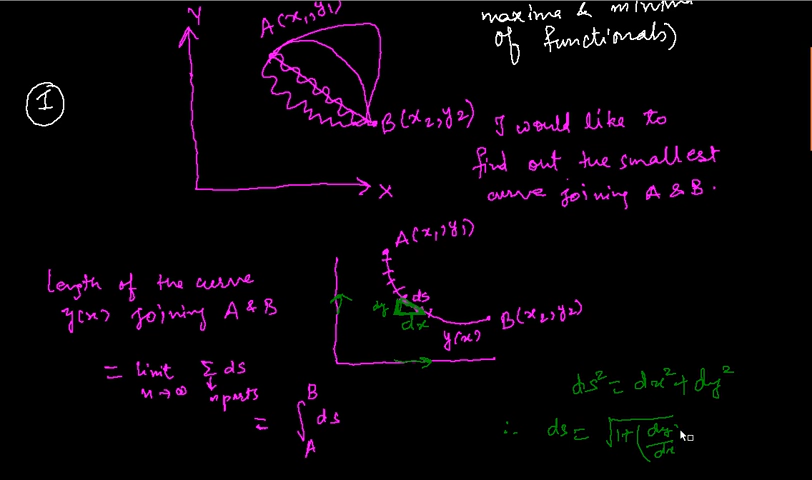 maxima & minima
of functionals)
Y
A(x₁,y₁)
I
B(x₂,y₂)
X
I would like to
find out the smallest
curve joining A & B.
A(x₁,y₁)
length of the curve
y(x) joining A & B
ds
dy
dx
B(x₂,y₂)
y(x)
= limit Σ ds
n→∞ n parts
= ∫_A^B ds
ds² = dx² + dy²
∴ ds = √1+(dy/dx